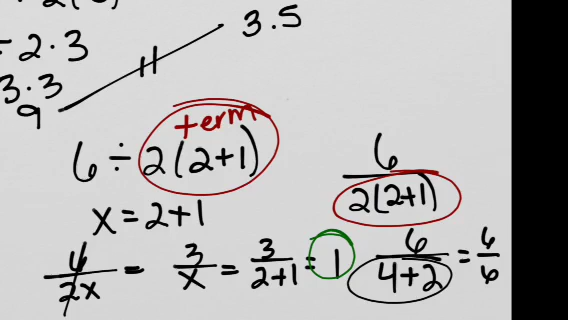 ÷ 2 · 3
3 · 3
9
3.5
term
6 ÷ 2(2+1)
6/2(2+1)
x = 2+1
6/2x = 3/x = 3/2+1 = 1
6/4+2 = 6/6